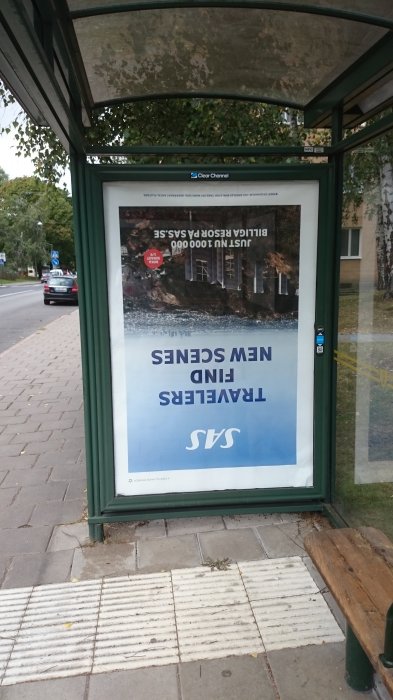 Clear Channel
SAS
TRAVELERS
FIND
NEW SCENES
JUST NU 1 000 000
BILLIGA RESOR PÅ SAS.SE